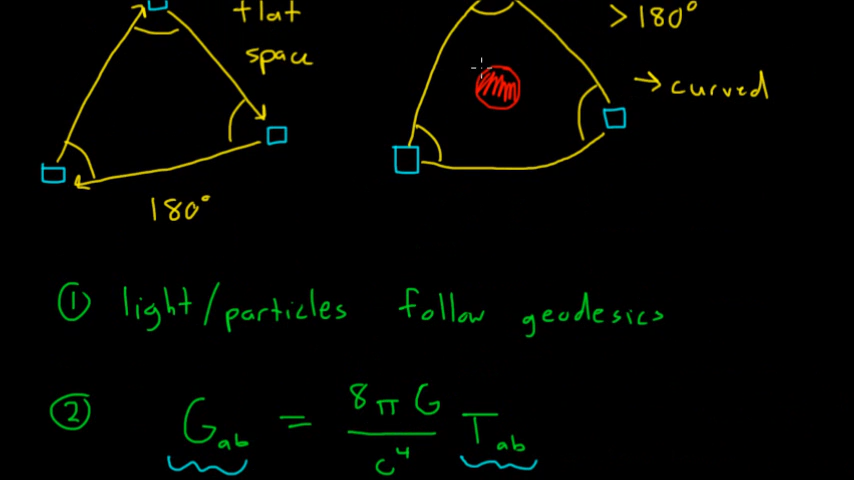 flat
space
180°
> 180°
→ curved
① light/particles follow geodesics
② G_ab = 8πG/c⁴ T_ab